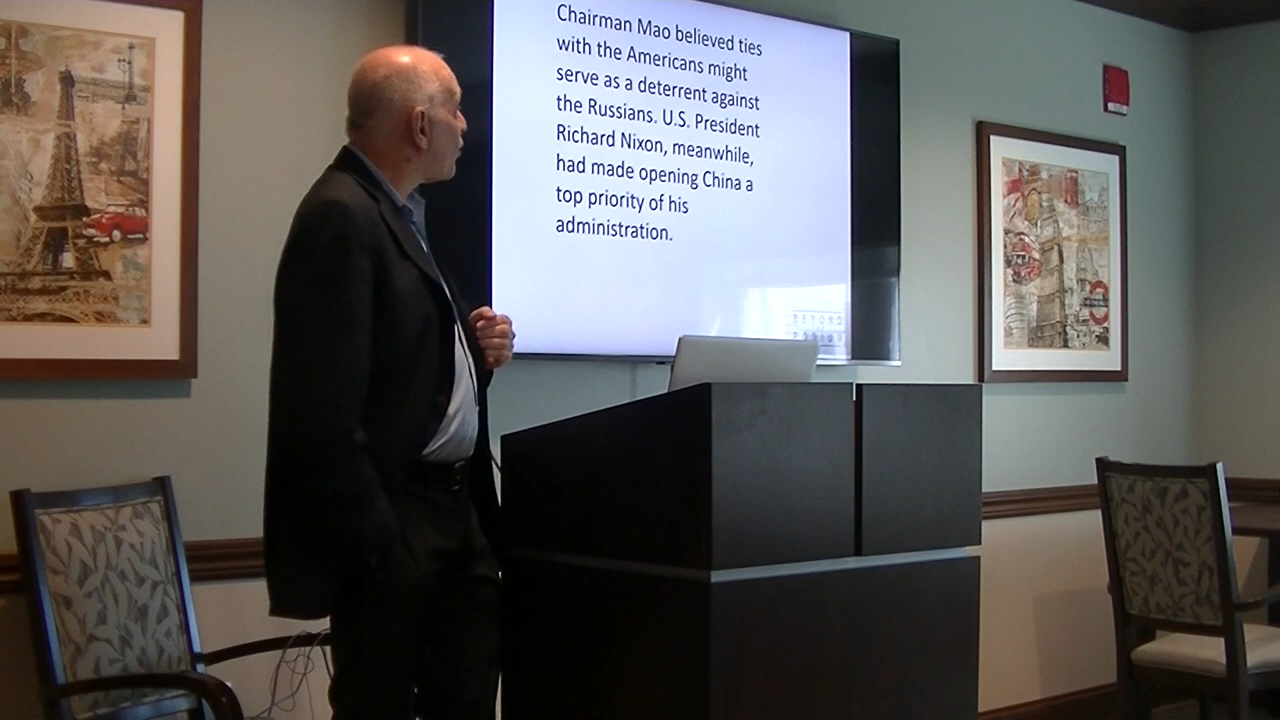 Chairman Mao believed ties
with the Americans might
serve as a deterrent against
the Russians. U.S. President
Richard Nixon, meanwhile,
had made opening China a
top priority of his
administration.
BEYOND